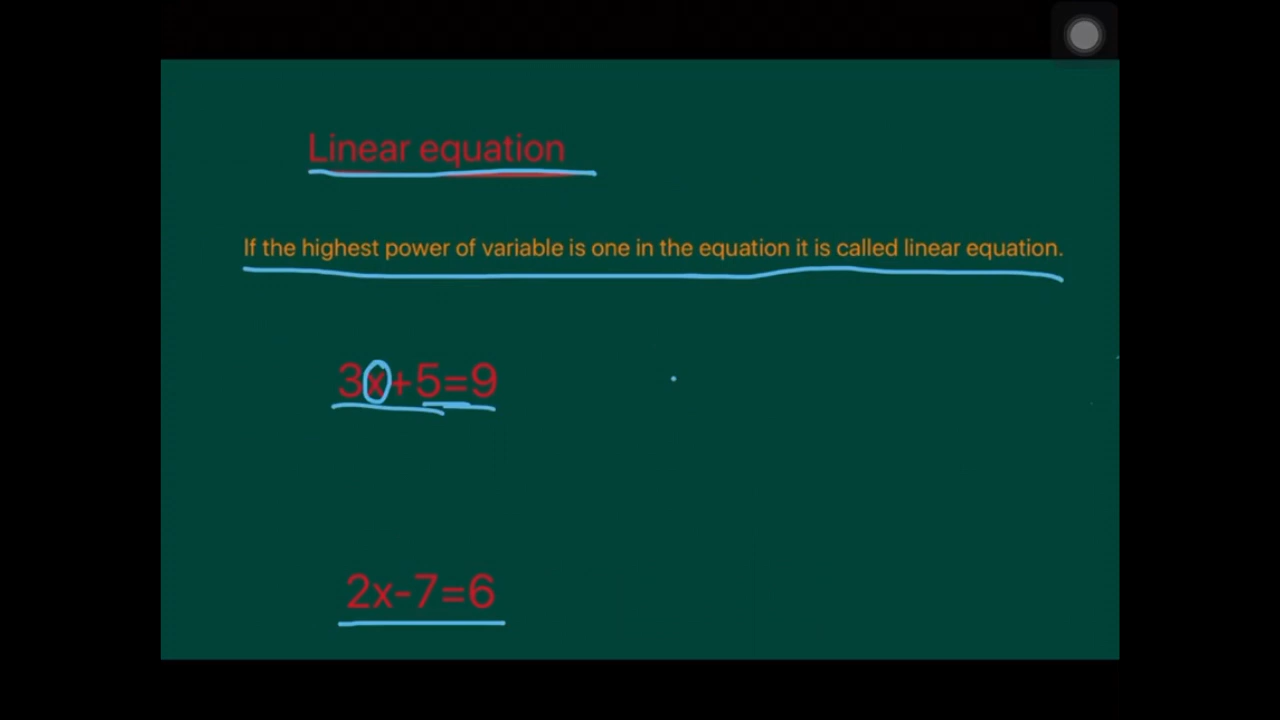 Linear equation
If the highest power of variable is one in the equation it is called linear equation.
3x+5=9
2x-7=6